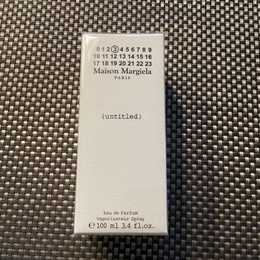 0 1 2 3 4 5 6 7 8 9
10 11 12 13 14 15 16
17 18 19 20 21 22 23
Maison Margiela
PARIS
(untitled)
Eau de Parfum
Vaporisateur Spray
℮ 100 ml 3.4 fl.oz.